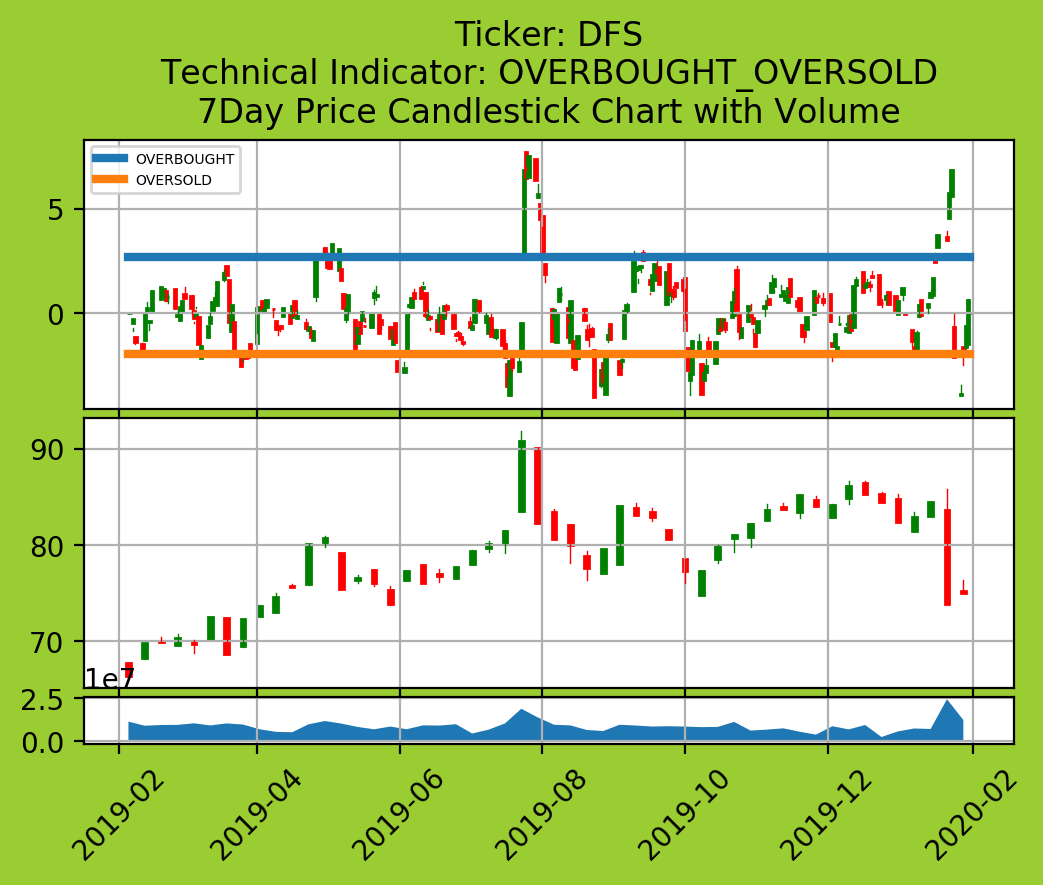 Ticker: DFS
Technical Indicator: OVERBOUGHT_OVERSOLD
7Day Price Candlestick Chart with Volume
OVERBOUGHT
OVERSOLD
5
0
90
80
70
1e7
2.5
0.0
2019-02
2019-04
2019-06
2019-08
2019-10
2019-12
2020-02